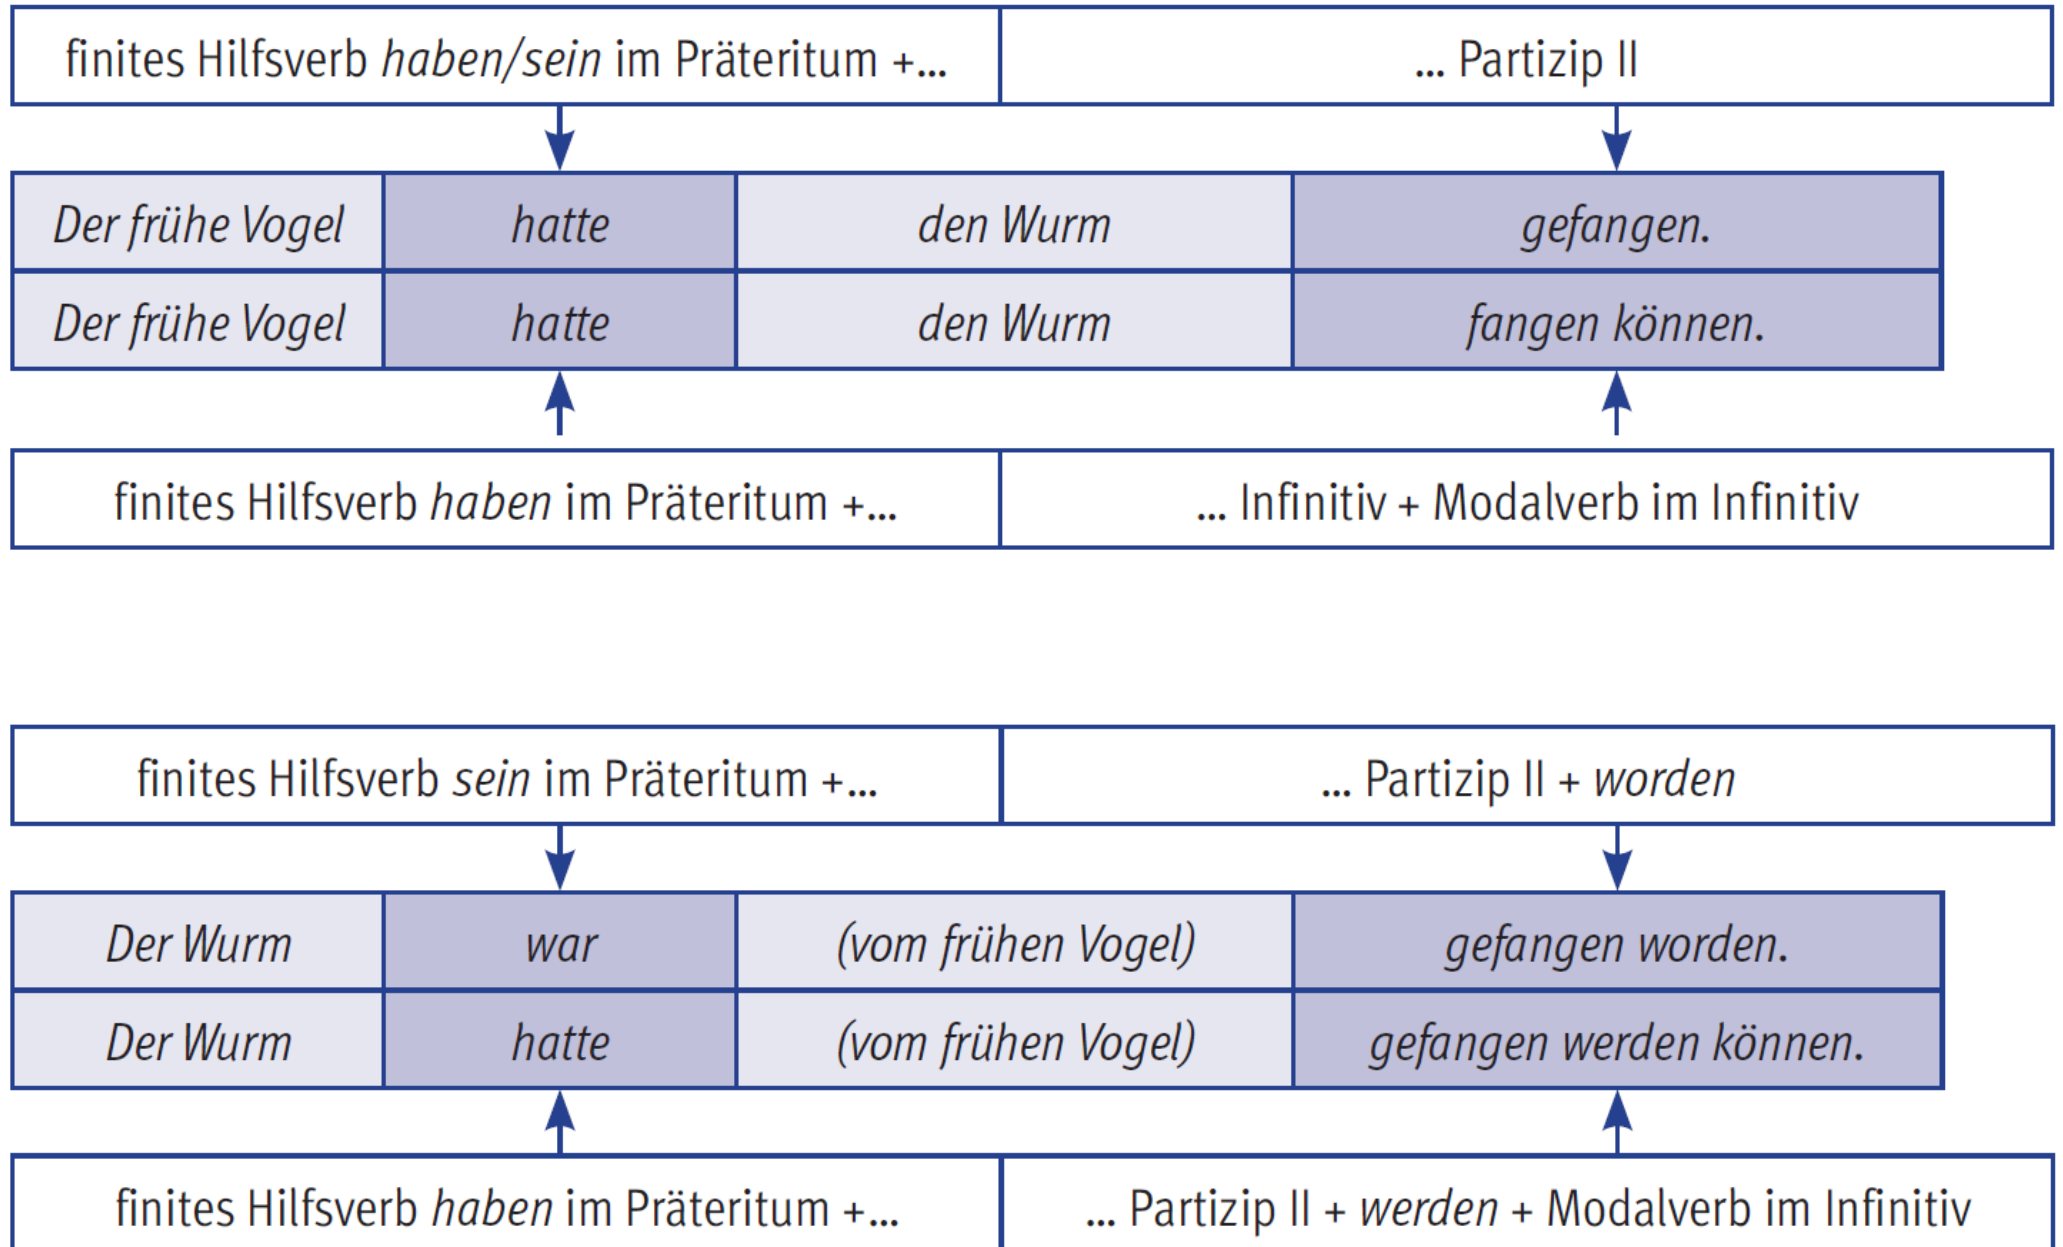 finites Hilfsverb haben/sein im Präteritum +... ... Partizip II
Der frühe Vogel hatte den Wurm gefangen.
Der frühe Vogel hatte den Wurm fangen können.
finites Hilfsverb haben im Präteritum +... ... Infinitiv + Modalverb im Infinitiv
finites Hilfsverb sein im Präteritum +... ... Partizip II + worden
Der Wurm war (vom frühen Vogel) gefangen worden.
Der Wurm hatte (vom frühen Vogel) gefangen werden können.
finites Hilfsverb haben im Präteritum +... ... Partizip II + werden + Modalverb im Infinitiv